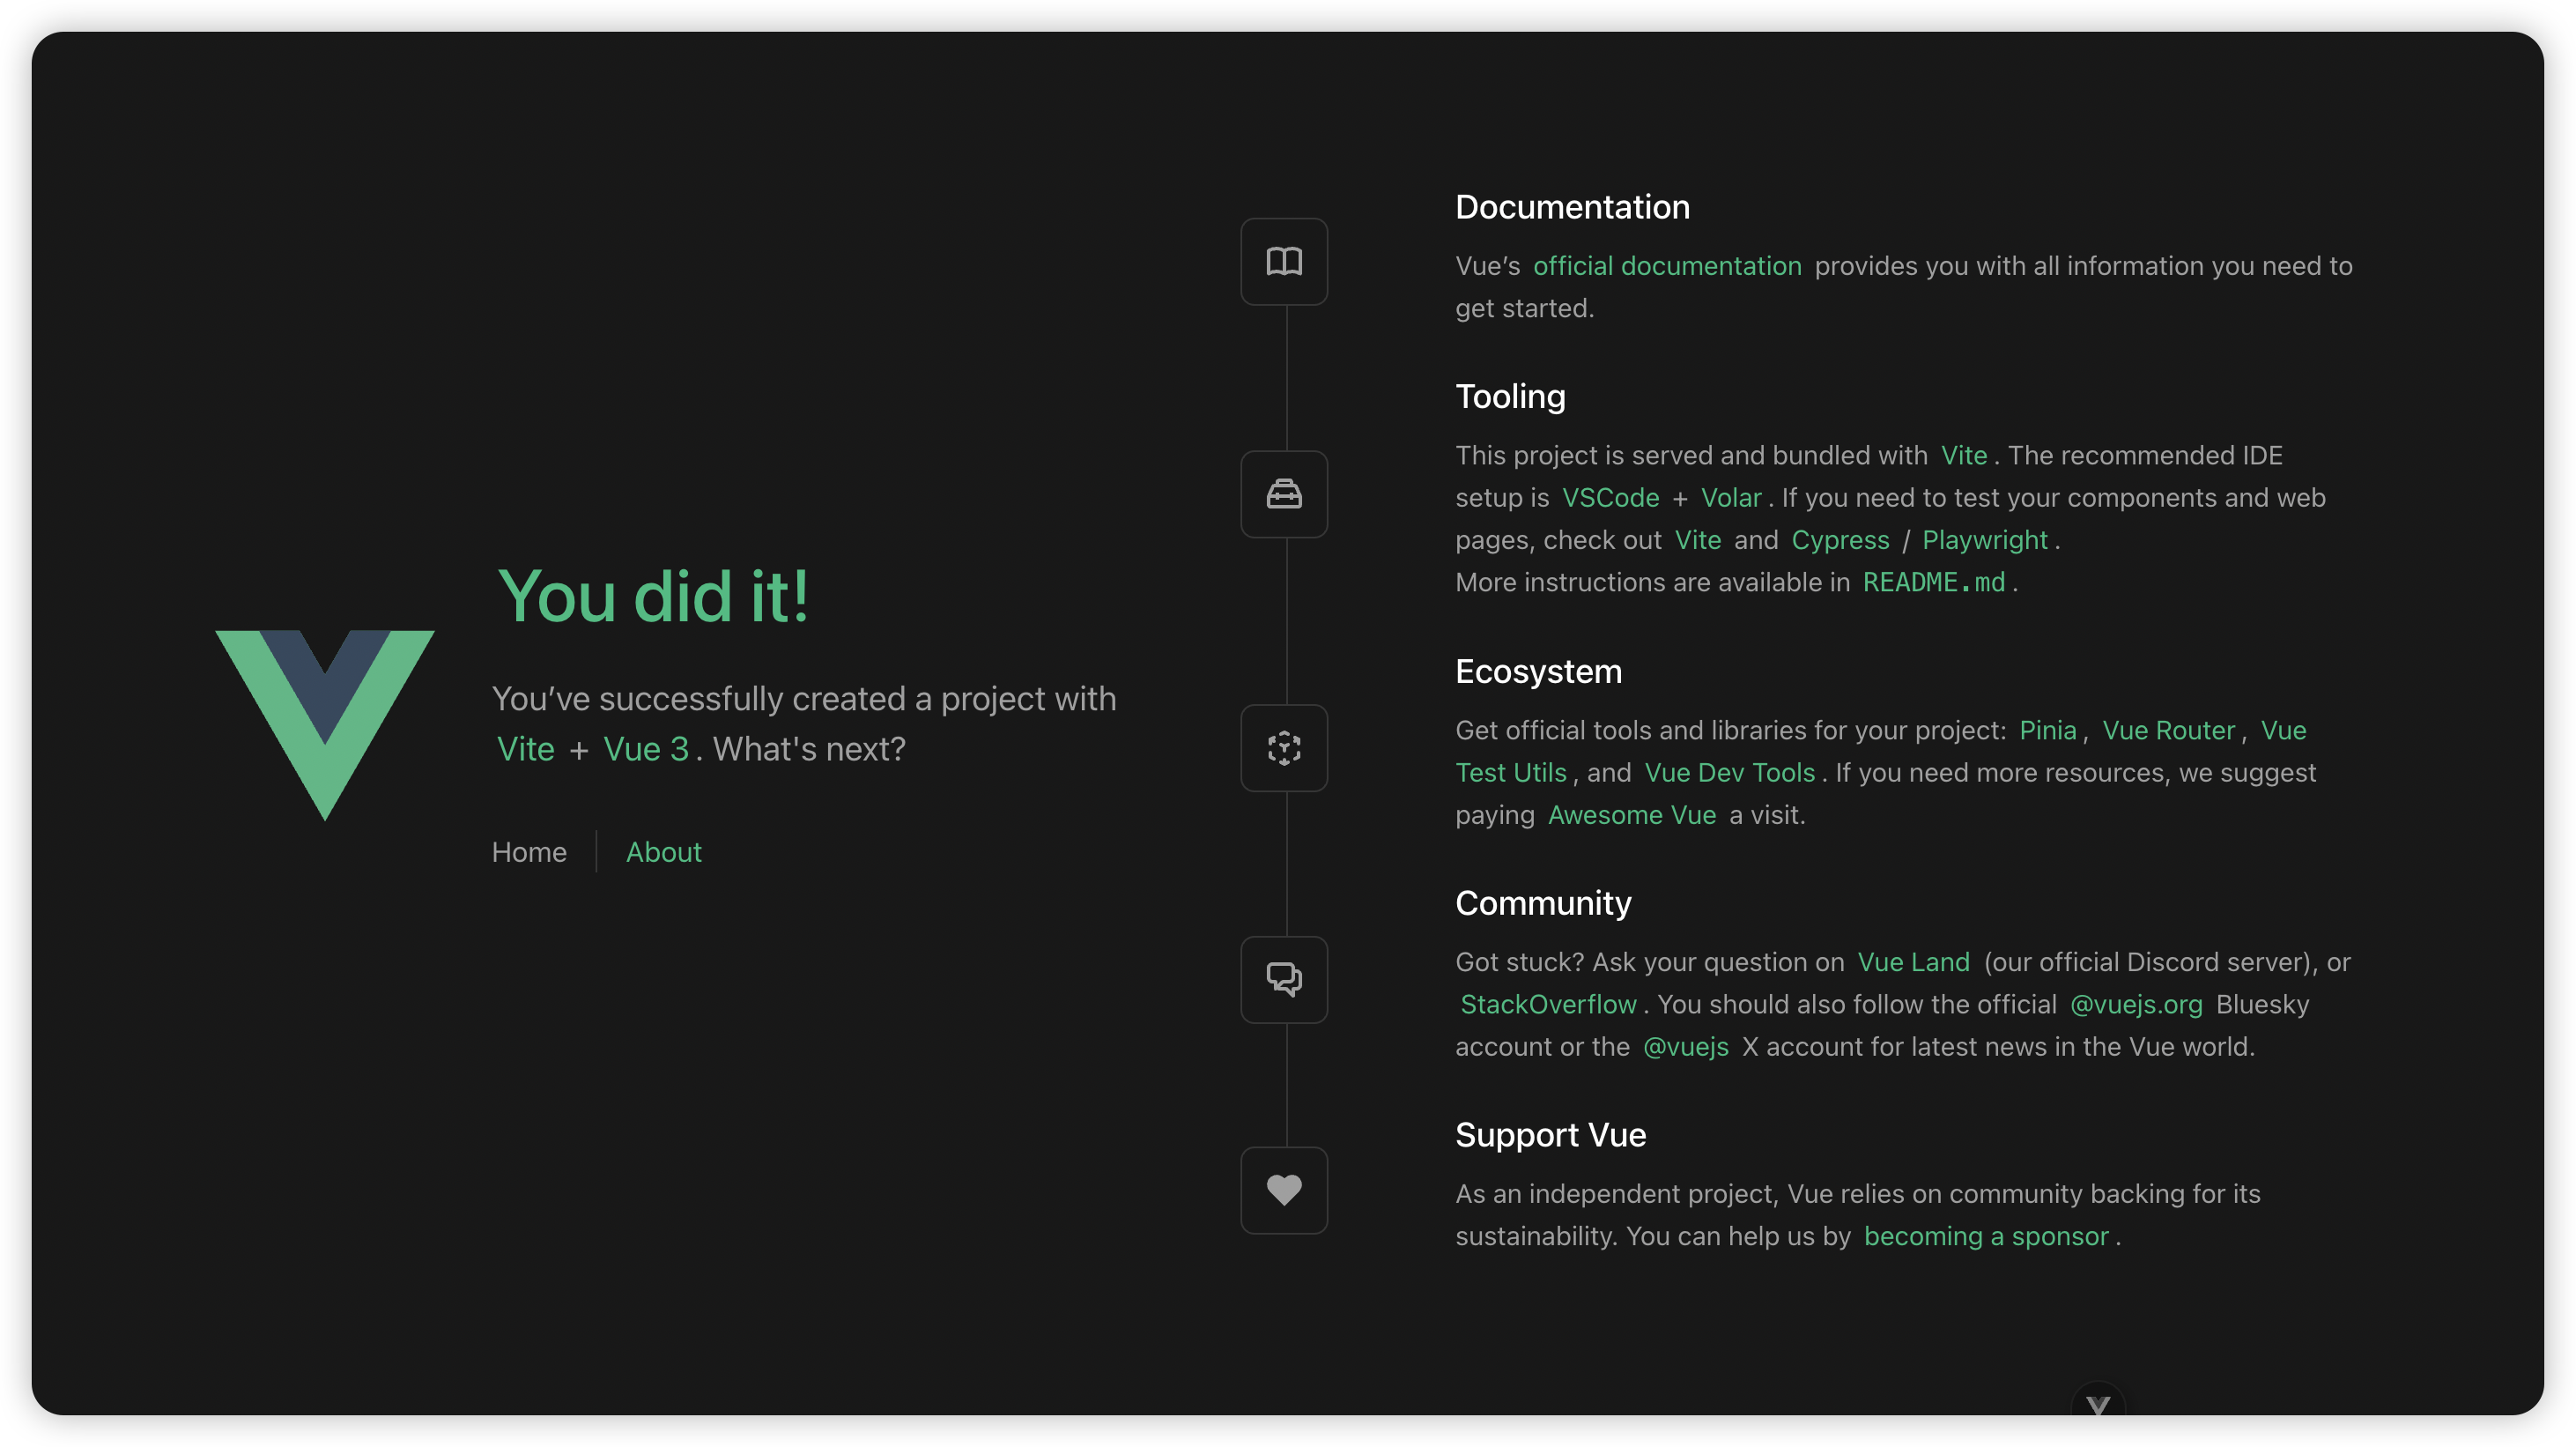 You did it!
You’ve successfully created a project with
Vite + Vue 3. What's next?
Home
About
Documentation
Vue’s official documentation provides you with all information you need to
get started.
Tooling
This project is served and bundled with Vite. The recommended IDE
setup is VSCode + Volar. If you need to test your components and web
pages, check out Vite and Cypress / Playwright.
More instructions are available in README.md.
Ecosystem
Get official tools and libraries for your project: Pinia, Vue Router, Vue
Test Utils, and Vue Dev Tools. If you need more resources, we suggest
paying Awesome Vue a visit.
Community
Got stuck? Ask your question on Vue Land (our official Discord server), or
StackOverflow. You should also follow the official @vuejs.org Bluesky
account or the @vuejs X account for latest news in the Vue world.
Support Vue
As an independent project, Vue relies on community backing for its
sustainability. You can help us by becoming a sponsor.